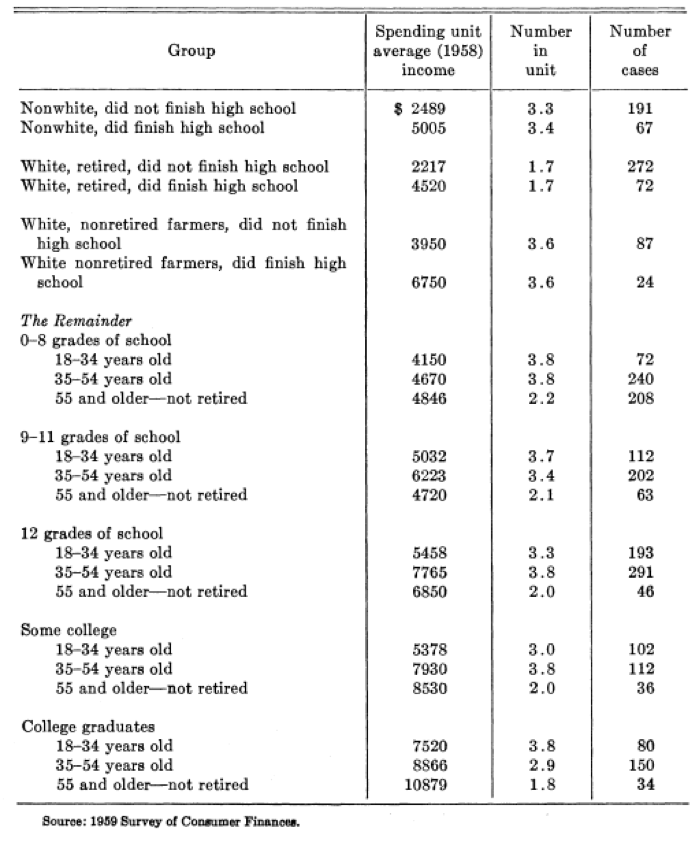 Group Spending unit average (1958) income Number in unit Number of cases
Nonwhite, did not finish high school $ 2489 3.3 191
Nonwhite, did finish high school 5005 3.4 67
White, retired, did not finish high school 2217 1.7 272
White, retired, did finish high school 4520 1.7 72
White, nonretired farmers, did not finish
high school 3950 3.6 87
White nonretired farmers, did finish high
school 6750 3.6 24
The Remainder
0–8 grades of school
18–34 years old 4150 3.8 72
35–54 years old 4670 3.8 240
55 and older—not retired 4846 2.2 208
9–11 grades of school
18–34 years old 5032 3.7 112
35–54 years old 6223 3.4 202
55 and older—not retired 4720 2.1 63
12 grades of school
18–34 years old 5458 3.3 193
35–54 years old 7765 3.8 291
55 and older—not retired 6850 2.0 46
Some college
18–34 years old 5378 3.0 102
35–54 years old 7930 3.8 112
55 and older—not retired 8530 2.0 36
College graduates
18–34 years old 7520 3.8 80
35–54 years old 8866 2.9 150
55 and older—not retired 10879 1.8 34
Source: 1959 Survey of Consumer Finances.